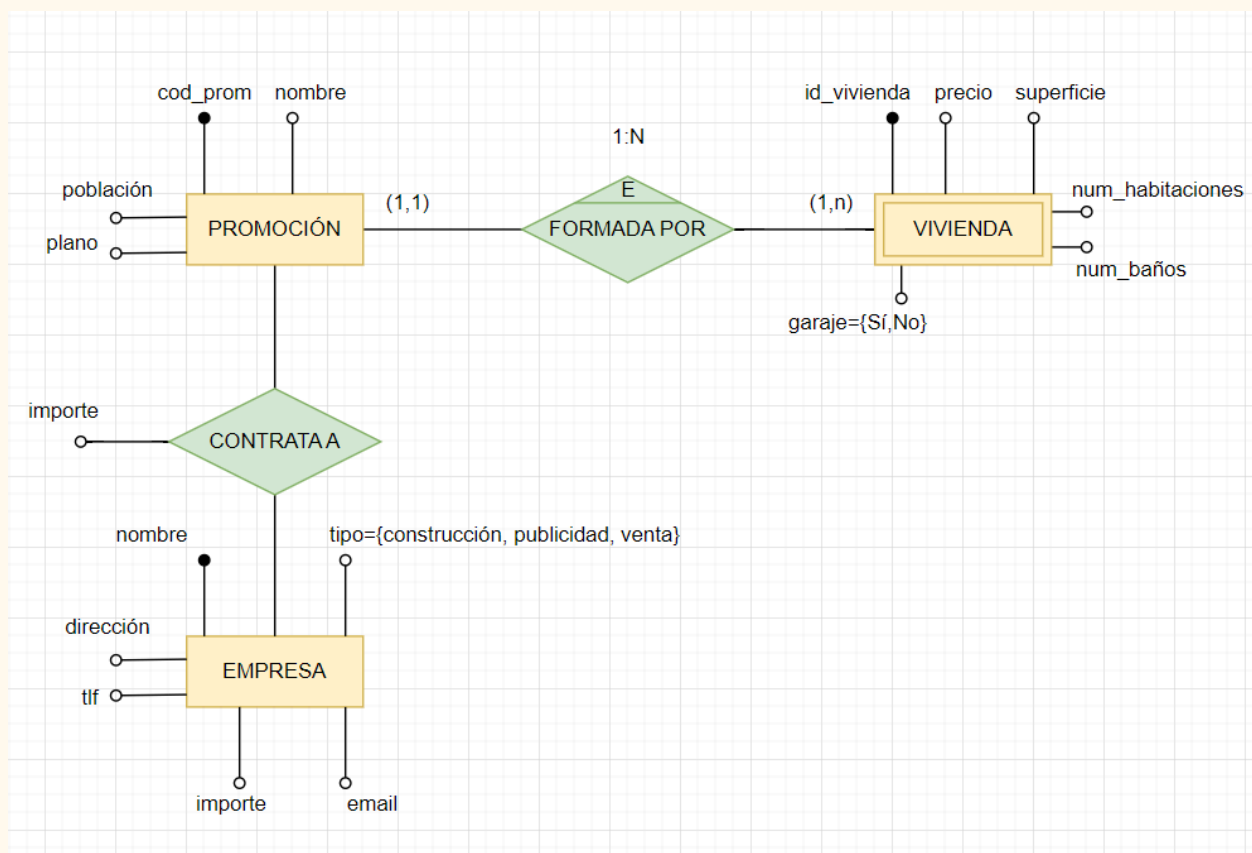 cod_prom nombre
id_vivienda precio superficie
1:N
población
(1,1)
E
(1,n)
num_habitaciones
PROMOCIÓN
FORMADA POR
VIVIENDA
plano
num_baños
garaje={Sí,No}
importe
CONTRATA A
nombre
tipo={construcción, publicidad, venta}
dirección
EMPRESA
tlf
importe
email